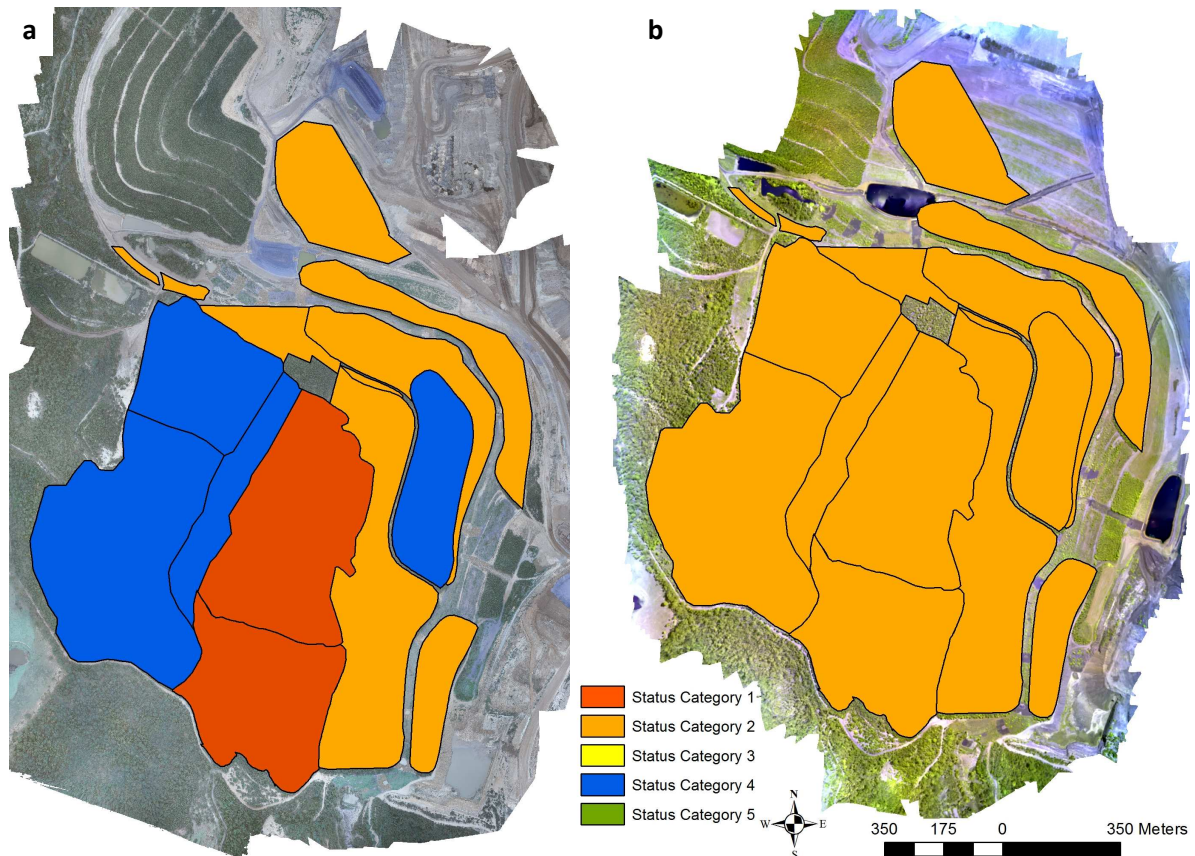 a
b
Status Category 1
Status Category 2
Status Category 3
Status Category 4
Status Category 5
N
W E
S
350 175 0 350 Meters